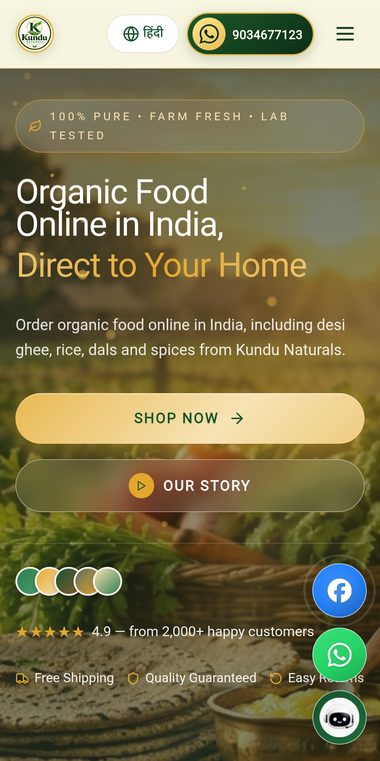 K
Kundu
हिंदी
9034677123
100% PURE • FARM FRESH • LAB
TESTED
Organic Food
Online in India,
Direct to Your Home
Order organic food online in India, including desi
ghee, rice, dals and spices from Kundu Naturals.
SHOP NOW
OUR STORY
★★★★★ 4.9 — from 2,000+ happy customers
Free Shipping Quality Guaranteed Easy Returns